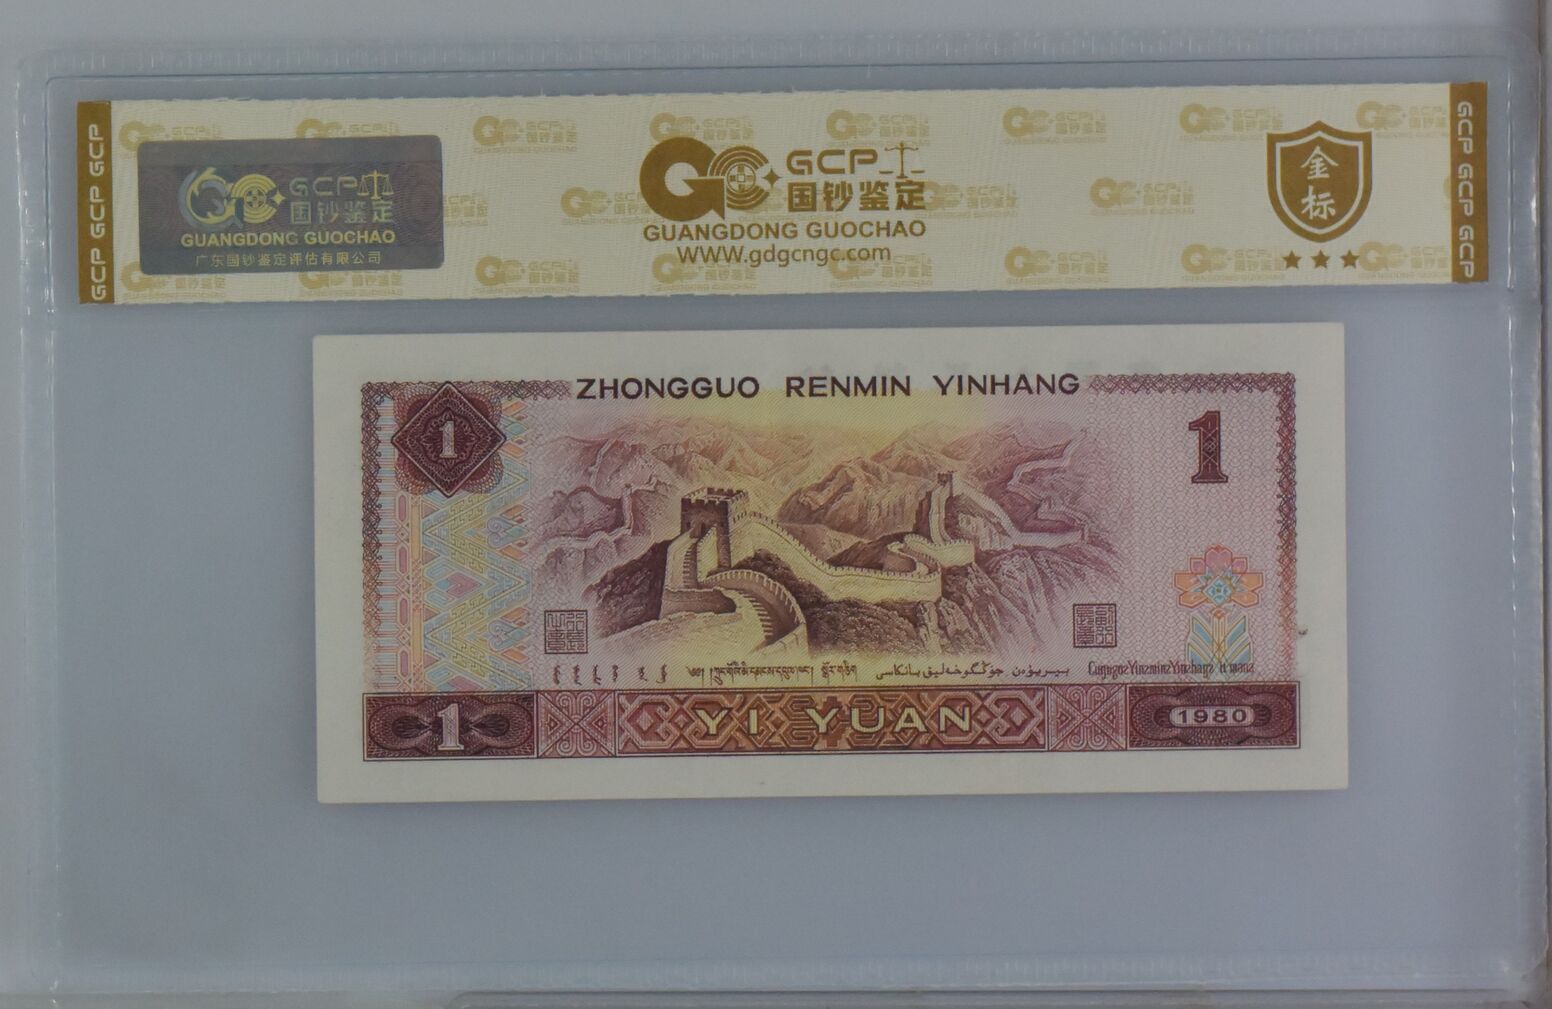 GCP GCP GCP
GCP
国钞鉴定
GUANGDONG GUOCHAO
广东国钞鉴定评估有限公司
GCP
国钞鉴定
GUANGDONG GUOCHAO
WWW.gdgcngc.com
金标
GCP GCP GCP
ZHONGGUO RENMIN YINHANG
1
1
1
YI YUAN
1980